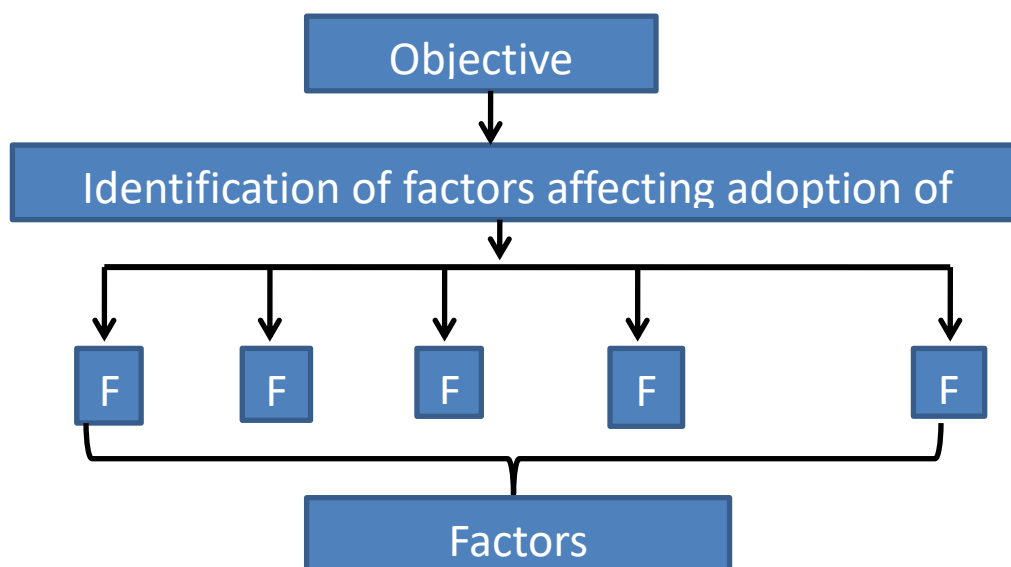 Objective
Identification of factors affecting adoption of
F F F F F
Factors